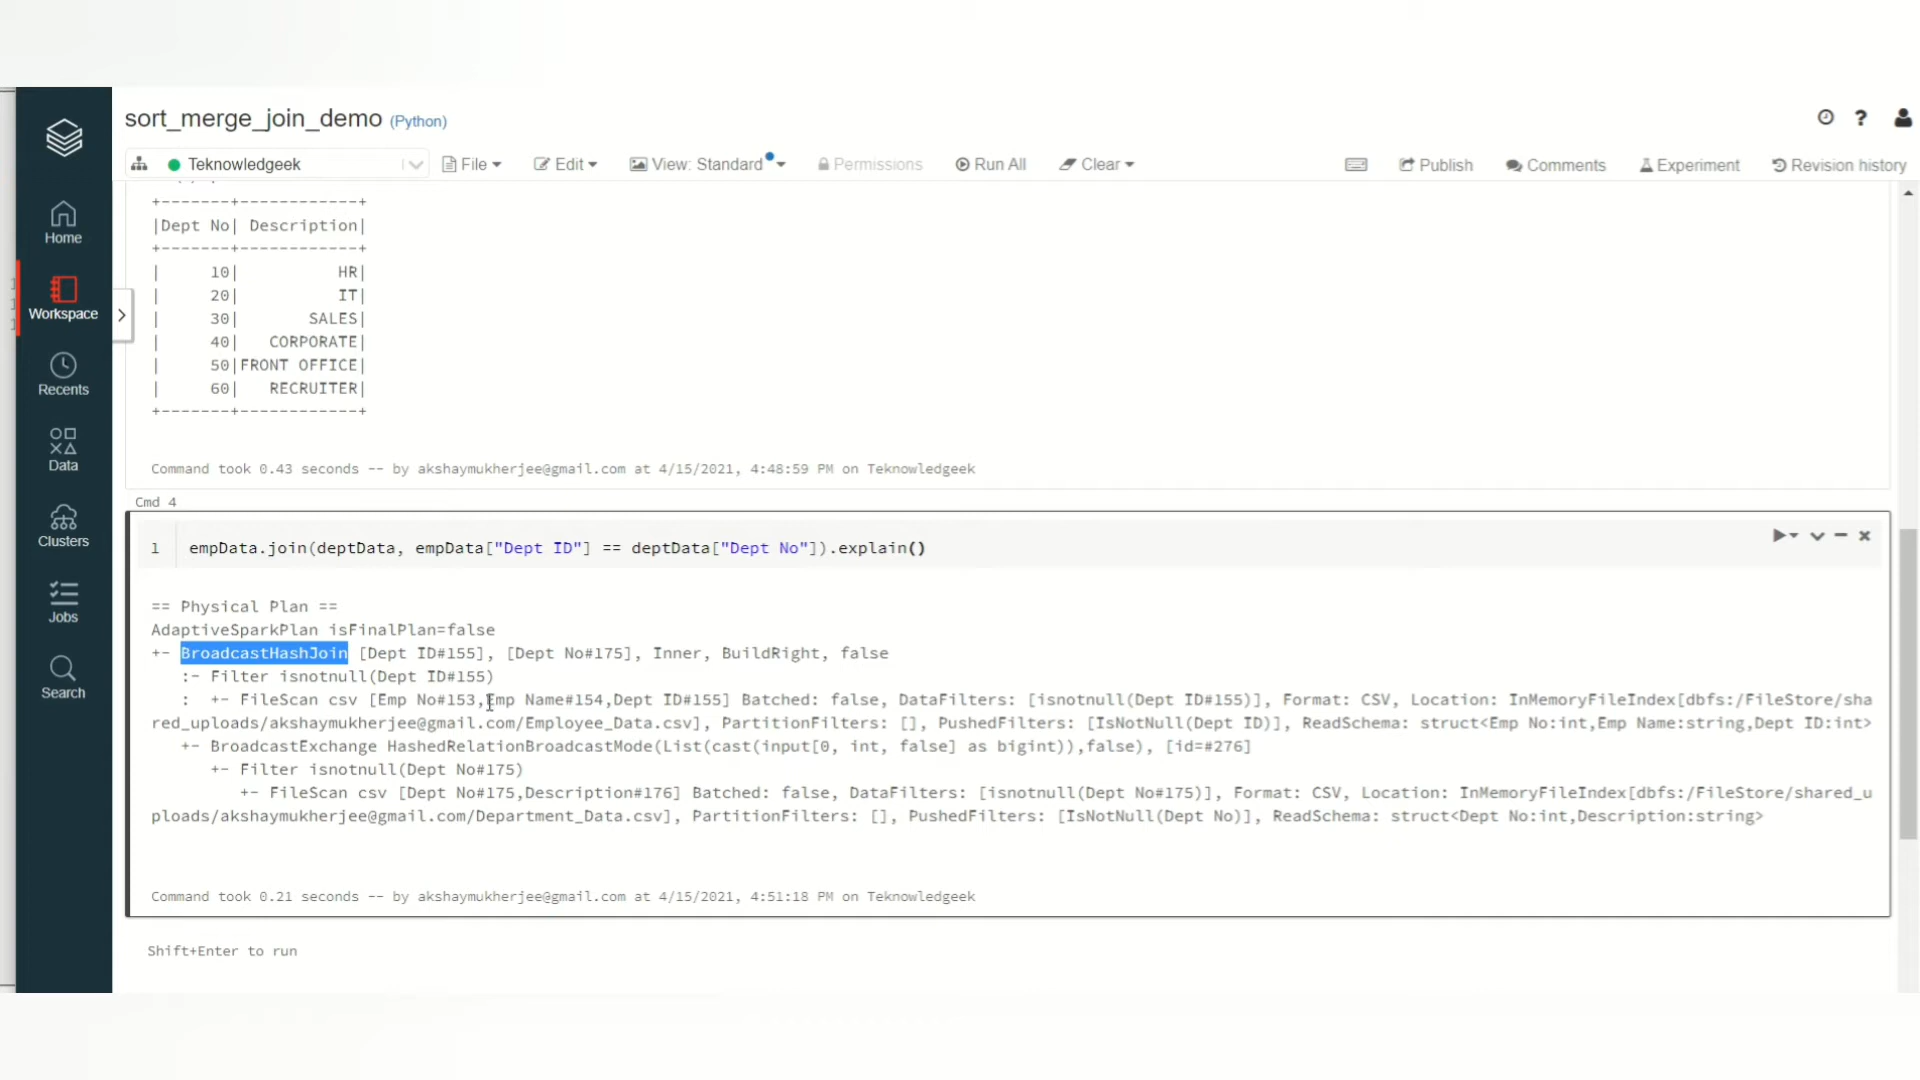 sort_merge_join_demo (Python)
Teknowledgeek File Edit View: Standard Permissions Run All Clear Publish Comments Experiment Revision history
Home
Workspace
Recents
Data
Clusters
Jobs
Search
+-------+------------+
|Dept No| Description|
+-------+------------+
| 10| HR|
| 20| IT|
| 30| SALES|
| 40| CORPORATE|
| 50|FRONT OFFICE|
| 60| RECRUITER|
+-------+------------+
Command took 0.43 seconds -- by akshaymukherjee@gmail.com at 4/15/2021, 4:48:59 PM on Teknowledgeek
Cmd 4
1 empData.join(deptData, empData["Dept ID"] == deptData["Dept No"]).explain()
== Physical Plan ==
AdaptiveSparkPlan isFinalPlan=false
+- BroadcastHashJoin [Dept ID#155], [Dept No#175], Inner, BuildRight, false
:- Filter isnotnull(Dept ID#155)
: +- FileScan csv [Emp No#153,Emp Name#154,Dept ID#155] Batched: false, DataFilters: [isnotnull(Dept ID#155)], Format: CSV, Location: InMemoryFileIndex[dbfs:/FileStore/sha
red_uploads/akshaymukherjee@gmail.com/Employee_Data.csv], PartitionFilters: [], PushedFilters: [IsNotNull(Dept ID)], ReadSchema: struct<Emp No:int,Emp Name:string,Dept ID:int>
+- BroadcastExchange HashedRelationBroadcastMode(List(cast(input[0, int, false] as bigint)),false), [id=#276]
+- Filter isnotnull(Dept No#175)
+- FileScan csv [Dept No#175,Description#176] Batched: false, DataFilters: [isnotnull(Dept No#175)], Format: CSV, Location: InMemoryFileIndex[dbfs:/FileStore/shared_u
ploads/akshaymukherjee@gmail.com/Department_Data.csv], PartitionFilters: [], PushedFilters: [IsNotNull(Dept No)], ReadSchema: struct<Dept No:int,Description:string>
Command took 0.21 seconds -- by akshaymukherjee@gmail.com at 4/15/2021, 4:51:18 PM on Teknowledgeek
Shift+Enter to run